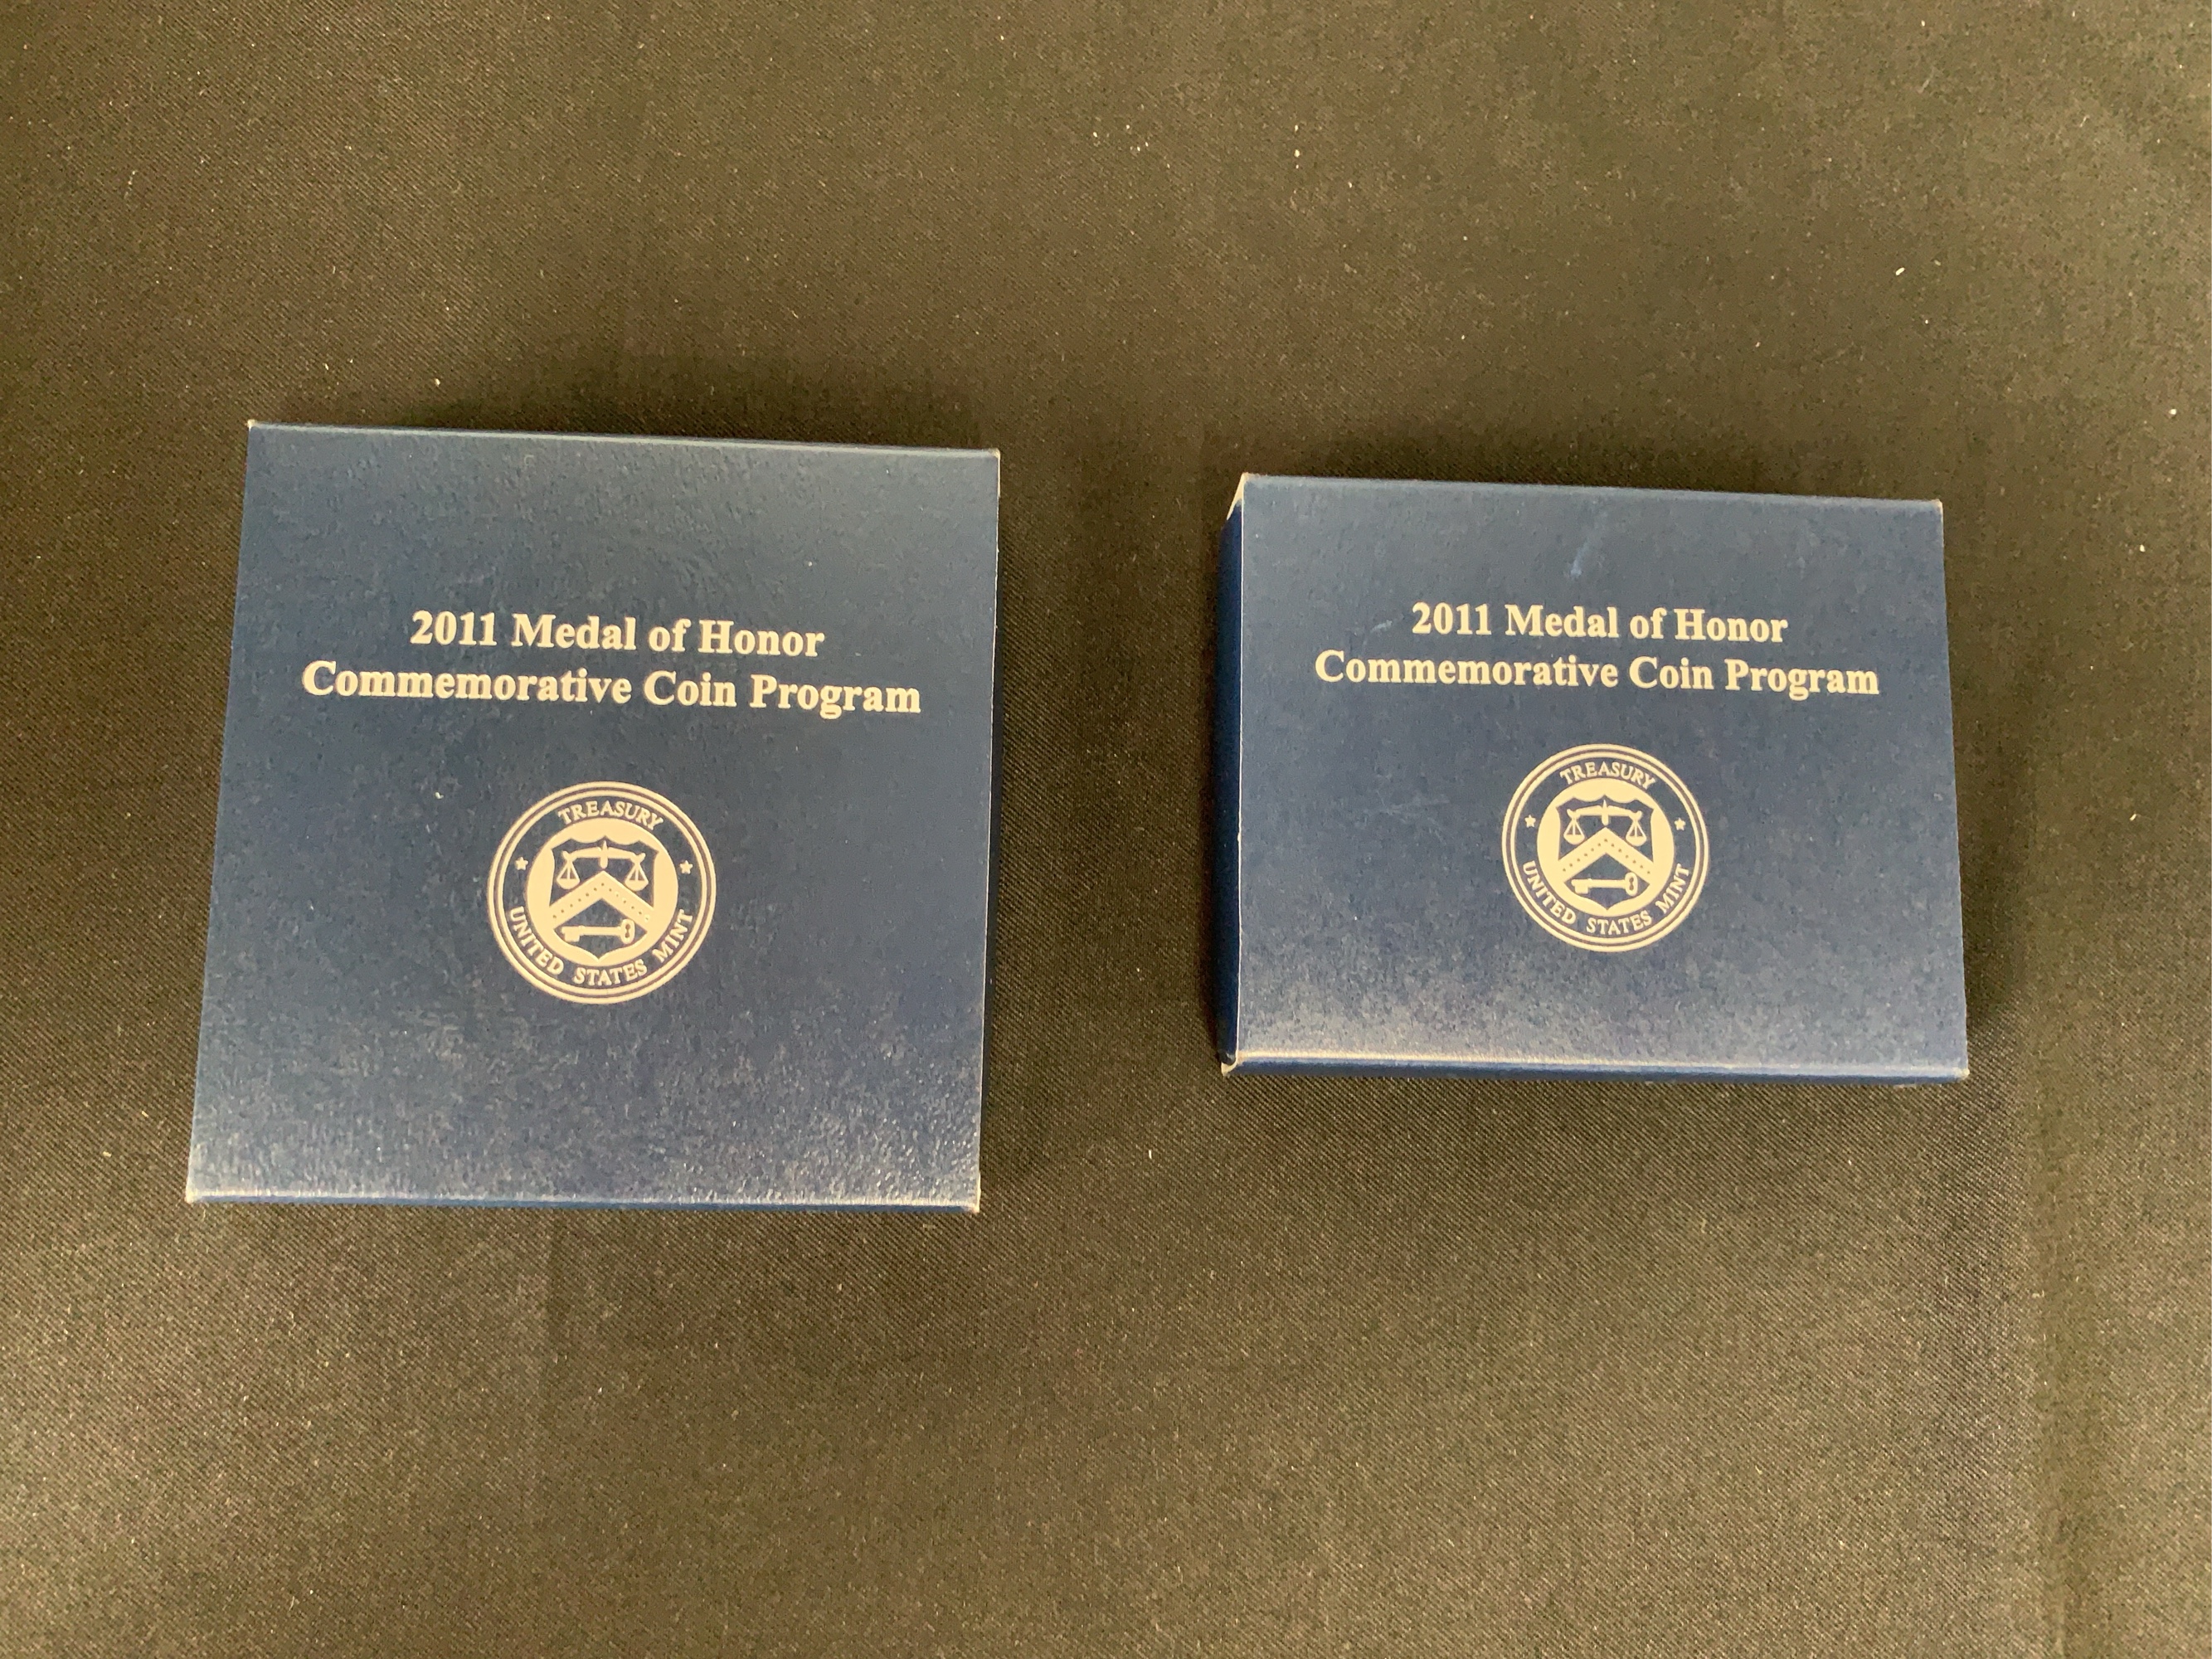 2011 Medal of Honor
Commemorative Coin Program
TREASURY
UNITED STATES MINT
2011 Medal of Honor
Commemorative Coin Program
TREASURY
UNITED STATES MINT